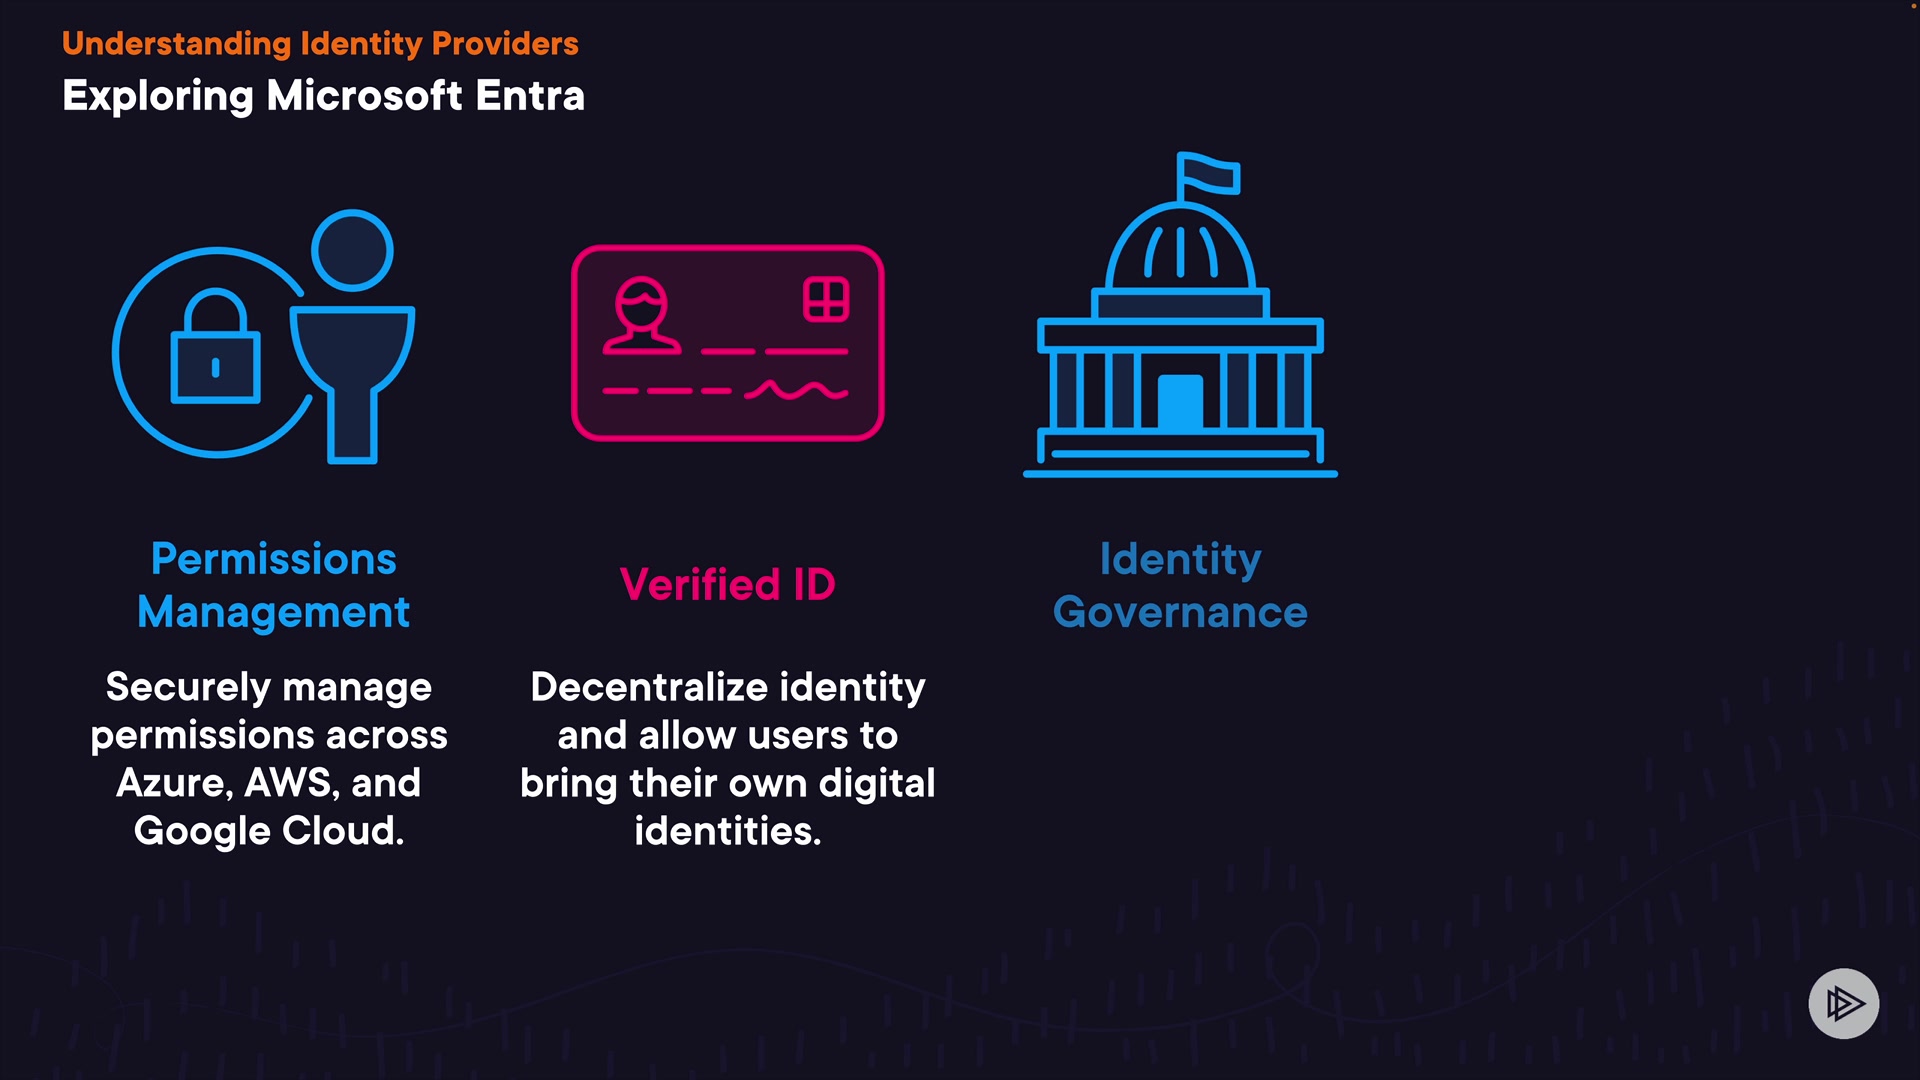 Understanding Identity Providers
Exploring Microsoft Entra
Permissions
Management
Securely manage
permissions across
Azure, AWS, and
Google Cloud.
Verified ID
Decentralize identity
and allow users to
bring their own digital
identities.
Identity
Governance